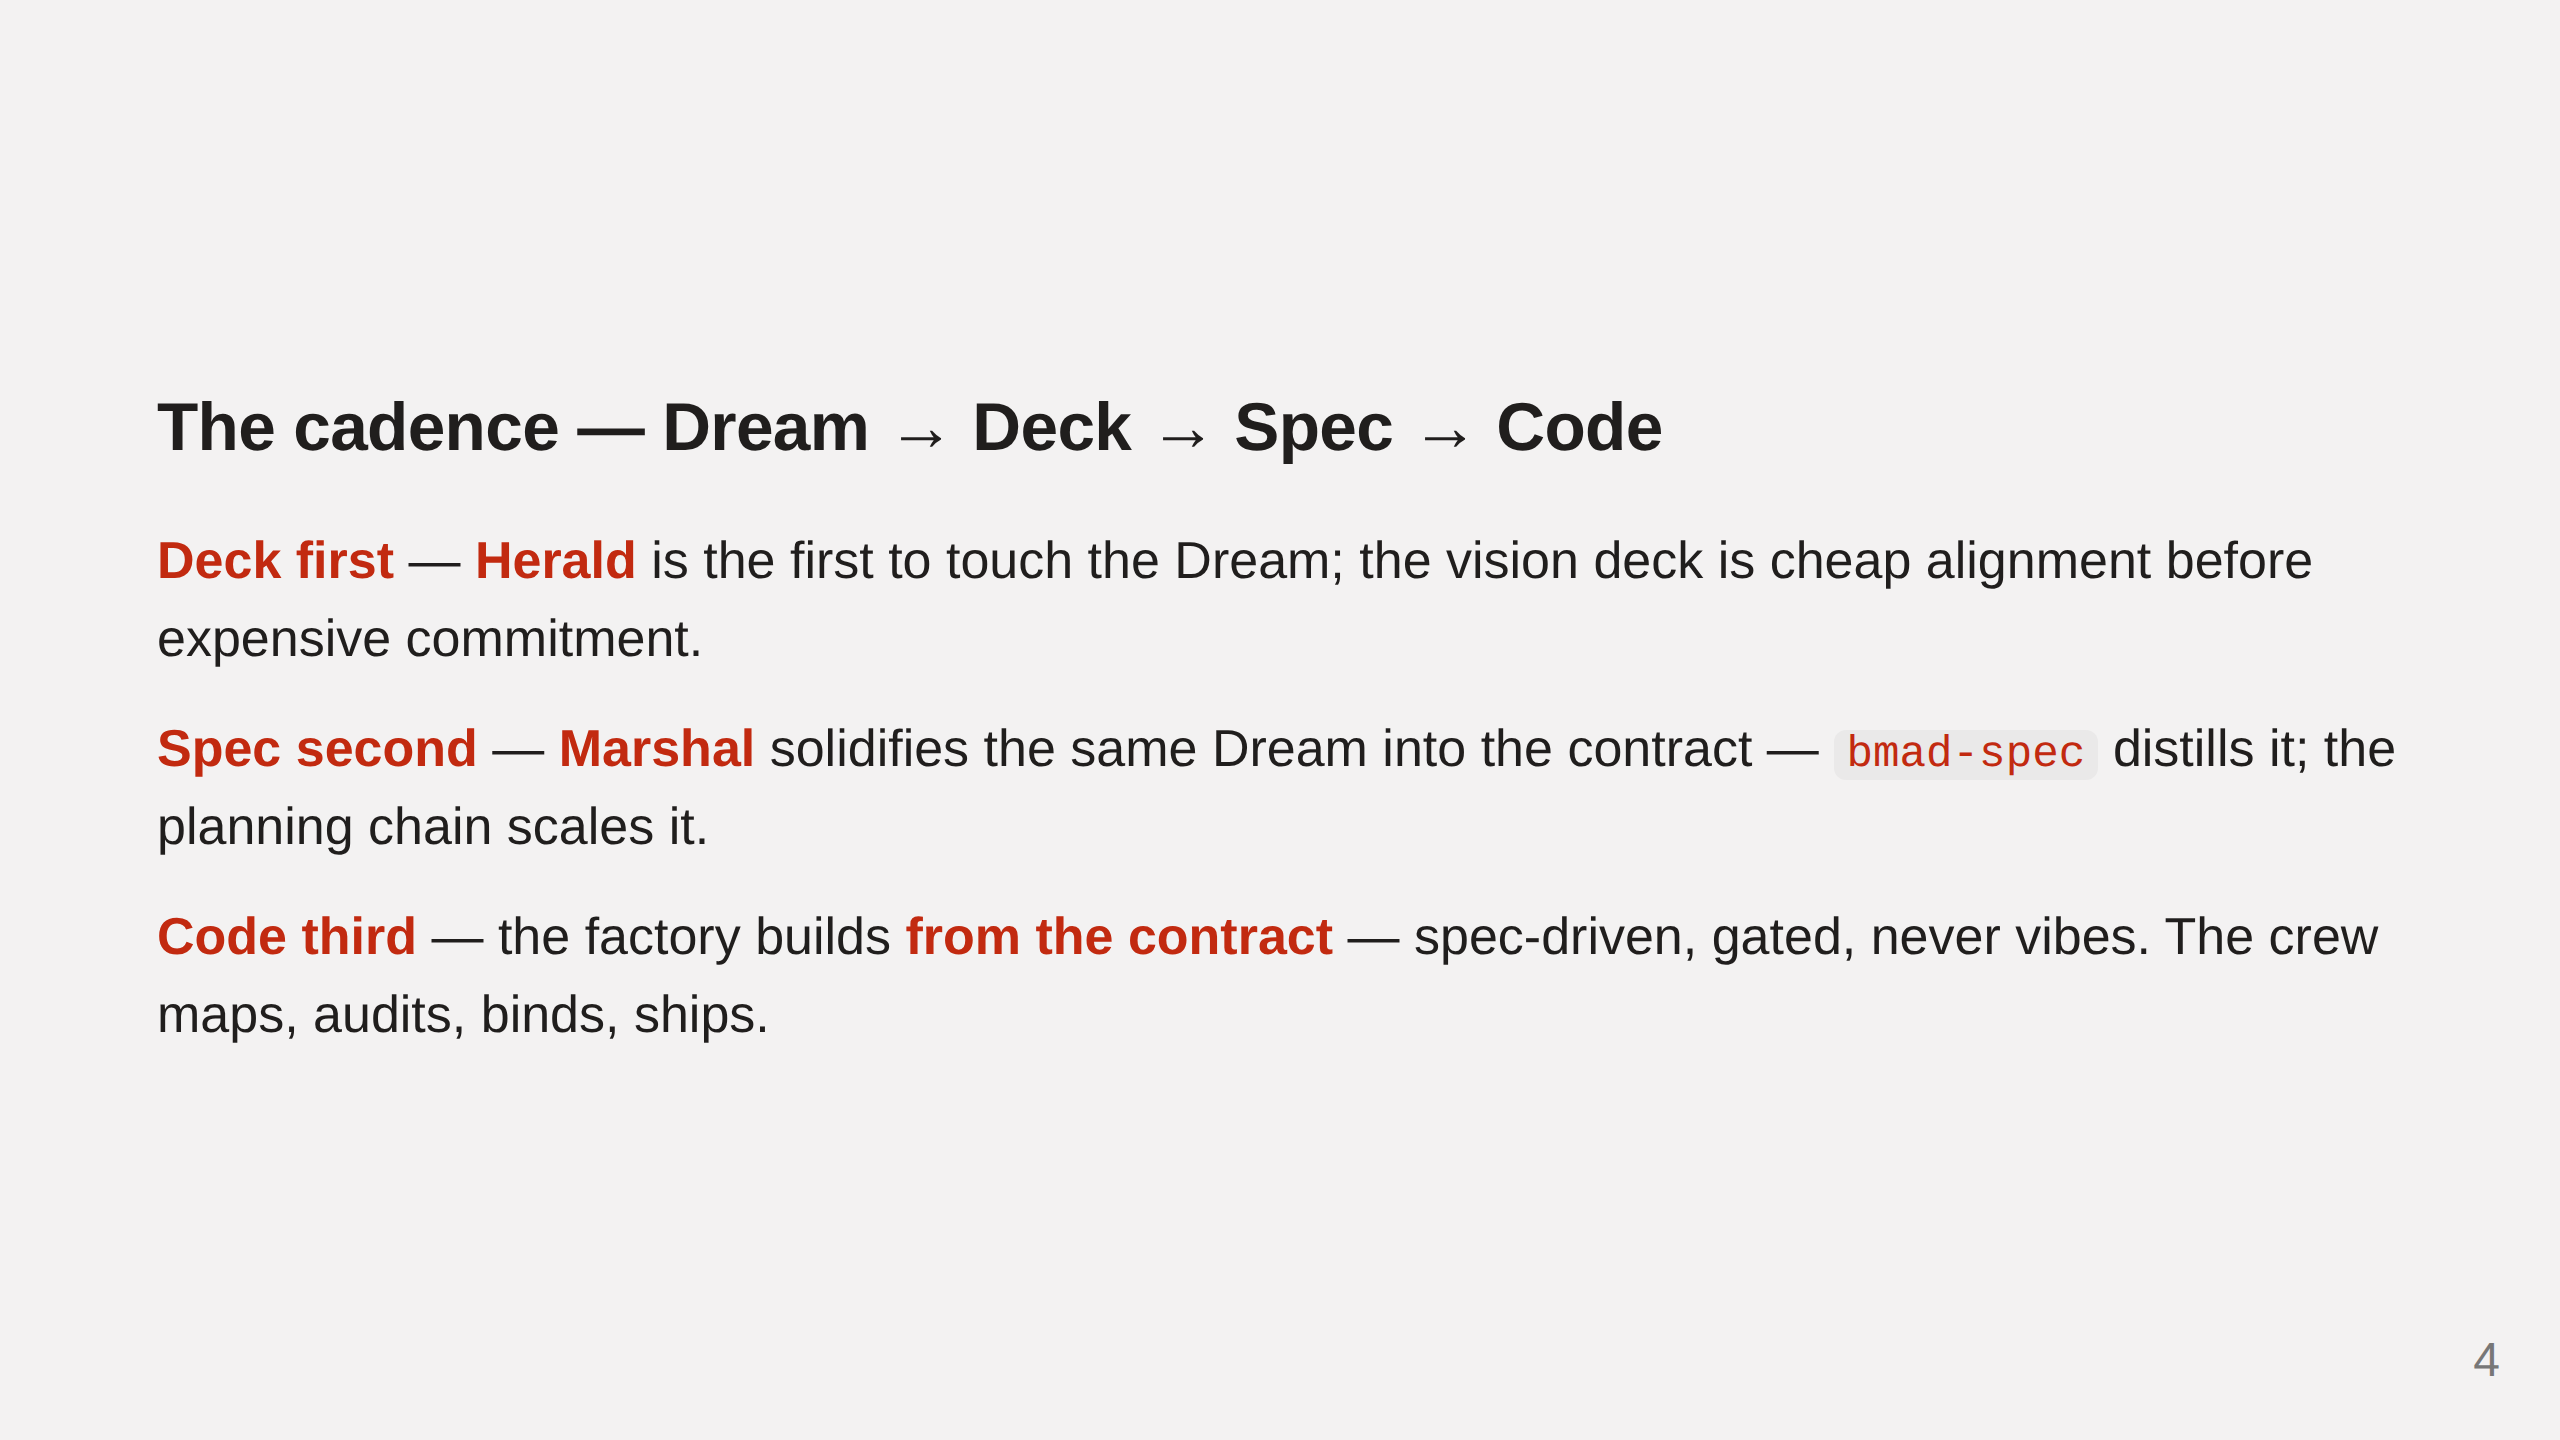 The cadence — Dream → Deck → Spec → Code
Deck first — Herald is the first to touch the Dream; the vision deck is cheap alignment before
expensive commitment.
Spec second — Marshal solidifies the same Dream into the contract — bmad-spec distills it; the
planning chain scales it.
Code third — the factory builds from the contract — spec-driven, gated, never vibes. The crew
maps, audits, binds, ships.
4